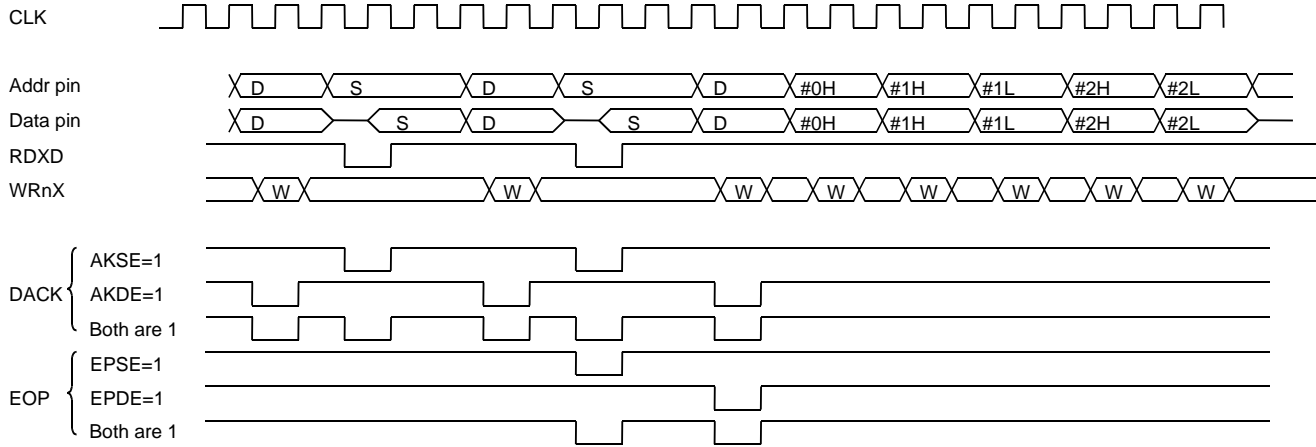 CLK
Addr pin D S D S D #0H #1H #1L #2H #2L
Data pin D S D S D #0H #1H #1L #2H #2L
RDXD
WRnX W W W W W W W W
AKSE=1
DACK AKDE=1
Both are 1
EPSE=1
EOP EPDE=1
Both are 1